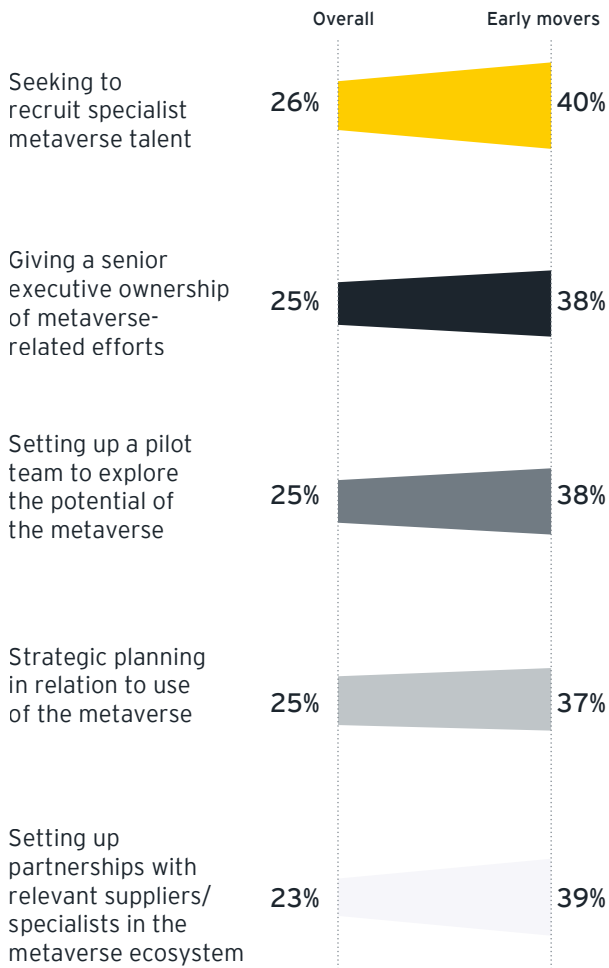 Overall Early movers
Seeking to
recruit specialist
metaverse talent
26% 40%
Giving a senior
executive ownership
of metaverse-
related efforts
25% 38%
Setting up a pilot
team to explore
the potential of
the metaverse
25% 38%
Strategic planning
in relation to use
of the metaverse
25% 37%
Setting up
partnerships with
relevant suppliers/
specialists in the
metaverse ecosystem
23% 39%